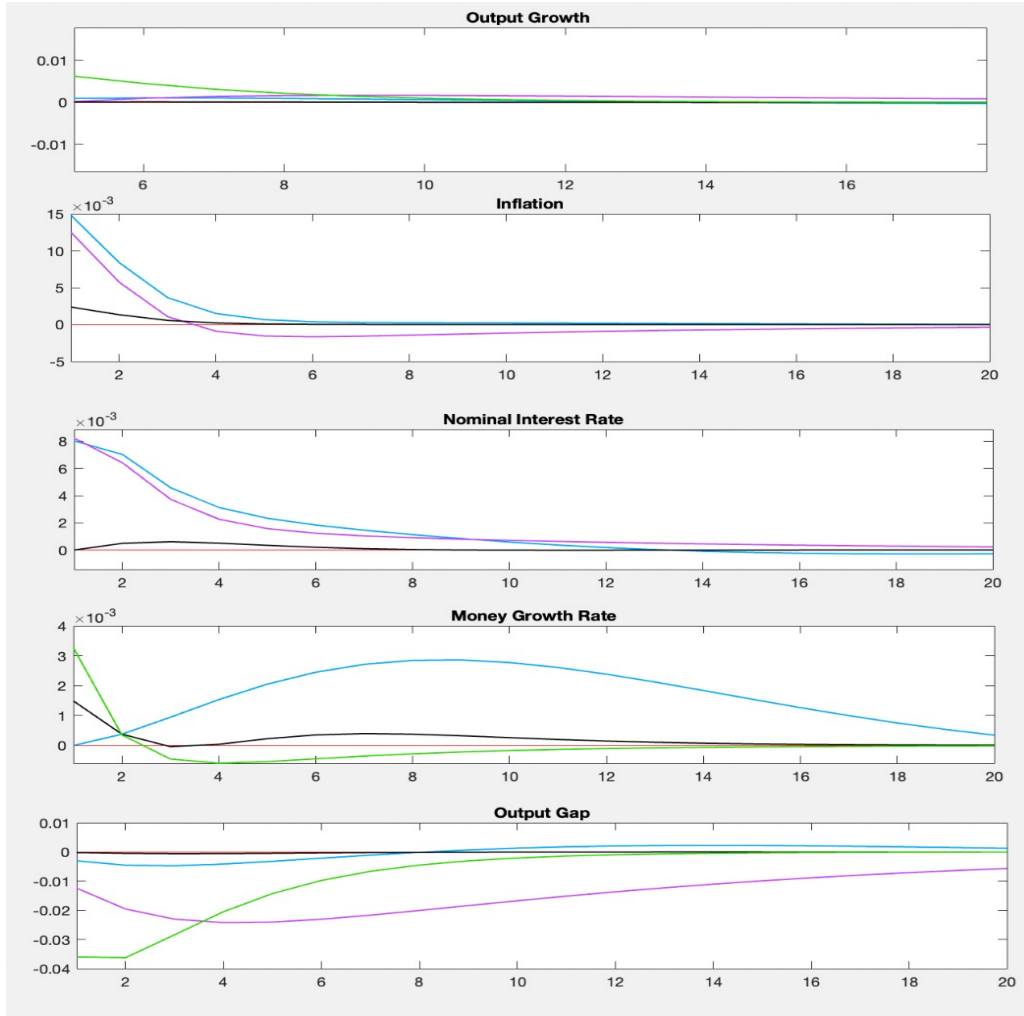 Output Growth
0.01
0
-0.01
6 8 10 12 14 16
×10-3
Inflation
15
10
5
0
-5
2 4 6 8 10 12 14 16 18 20
×10-3
Nominal Interest Rate
8
6
4
2
0
2 4 6 8 10 12 14 16 18 20
×10-3
Money Growth Rate
4
3
2
1
0
2 4 6 8 10 12 14 16 18 20
Output Gap
0.01
0
-0.01
-0.02
-0.03
-0.04
2 4 6 8 10 12 14 16 18 20